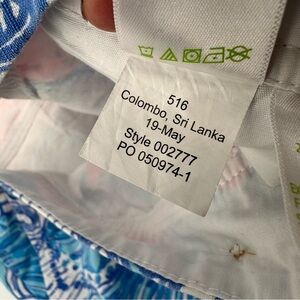 516
Colombo, Sri Lanka
19-May
Style 002777
PO 050974-1